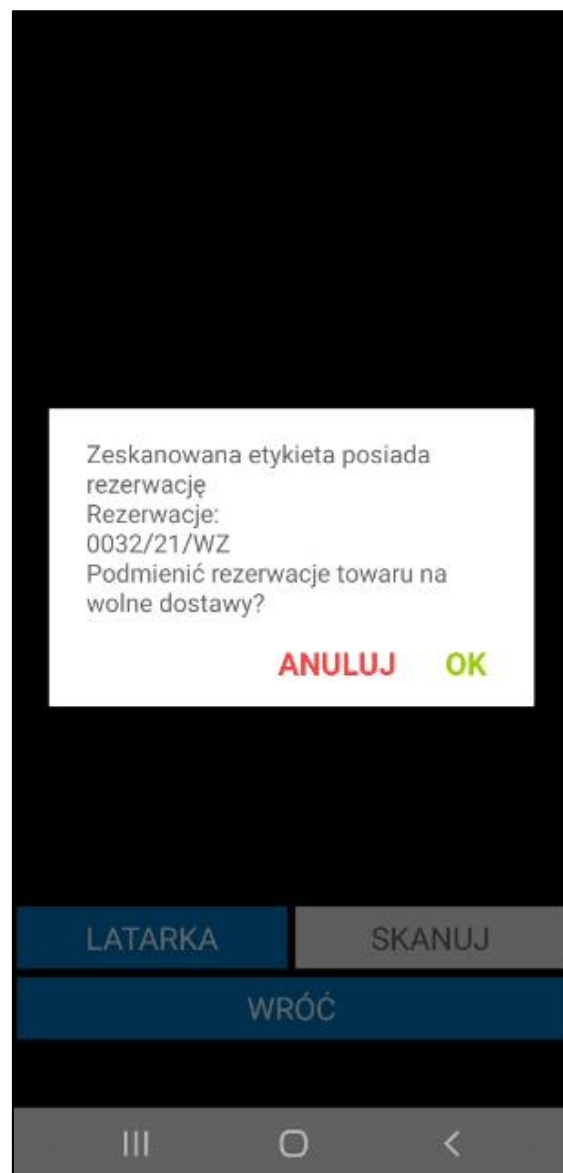 Zeskanowana etykieta posiada
rezerwację
Rezerwacje:
0032/21/WZ
Podmienić rezerwacje towaru na
wolne dostawy?
ANULUJ OK
LATARKA SKANUJ
WRÓĆ